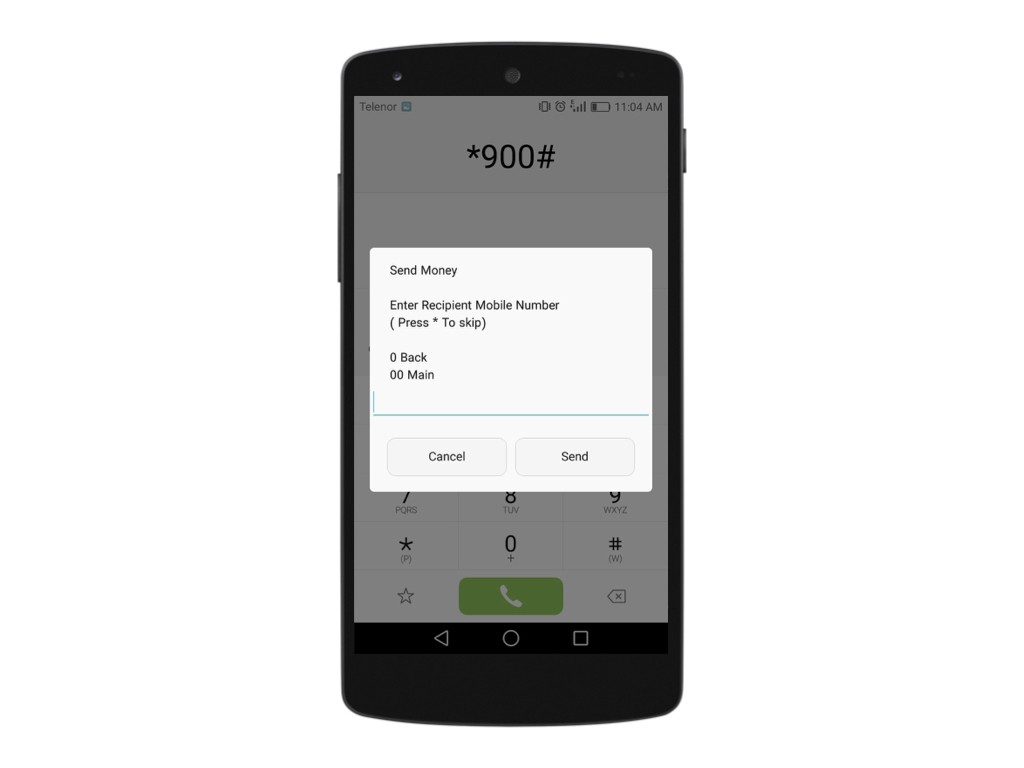 Telenor 11:04 AM
*900#
Send Money
Enter Recipient Mobile Number
( Press * To skip)
0 Back
00 Main
Cancel Send
7 8 9
PQRS TUV WXYZ
* 0 #
(P) + (W)